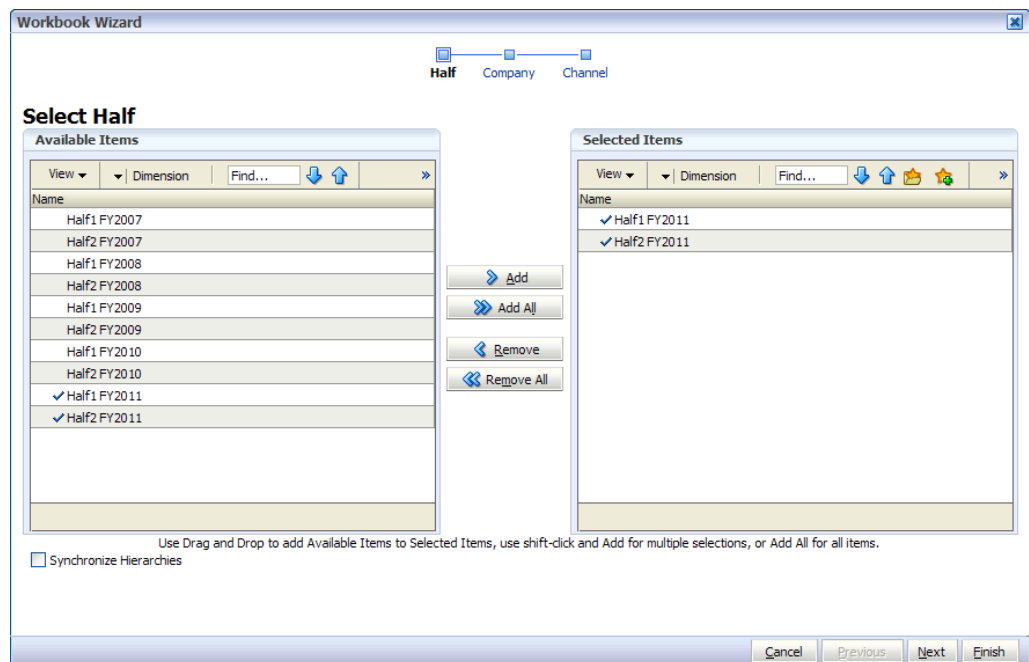 Workbook Wizard
Half Company Channel
Select Half
Available Items
View Dimension Find... »
Name
Half1 FY2007
Half2 FY2007
Half1 FY2008
Half2 FY2008
Half1 FY2009
Half2 FY2009
Half1 FY2010
Half2 FY2010
Half1 FY2011
Half2 FY2011
Add
Add All
Remove
Remove All
Selected Items
View Dimension Find... »
Name
Half1 FY2011
Half2 FY2011
Use Drag and Drop to add Available Items to Selected Items, use shift-click and Add for multiple selections, or Add All for all items.
Synchronize Hierarchies
Cancel Previous Next Finish